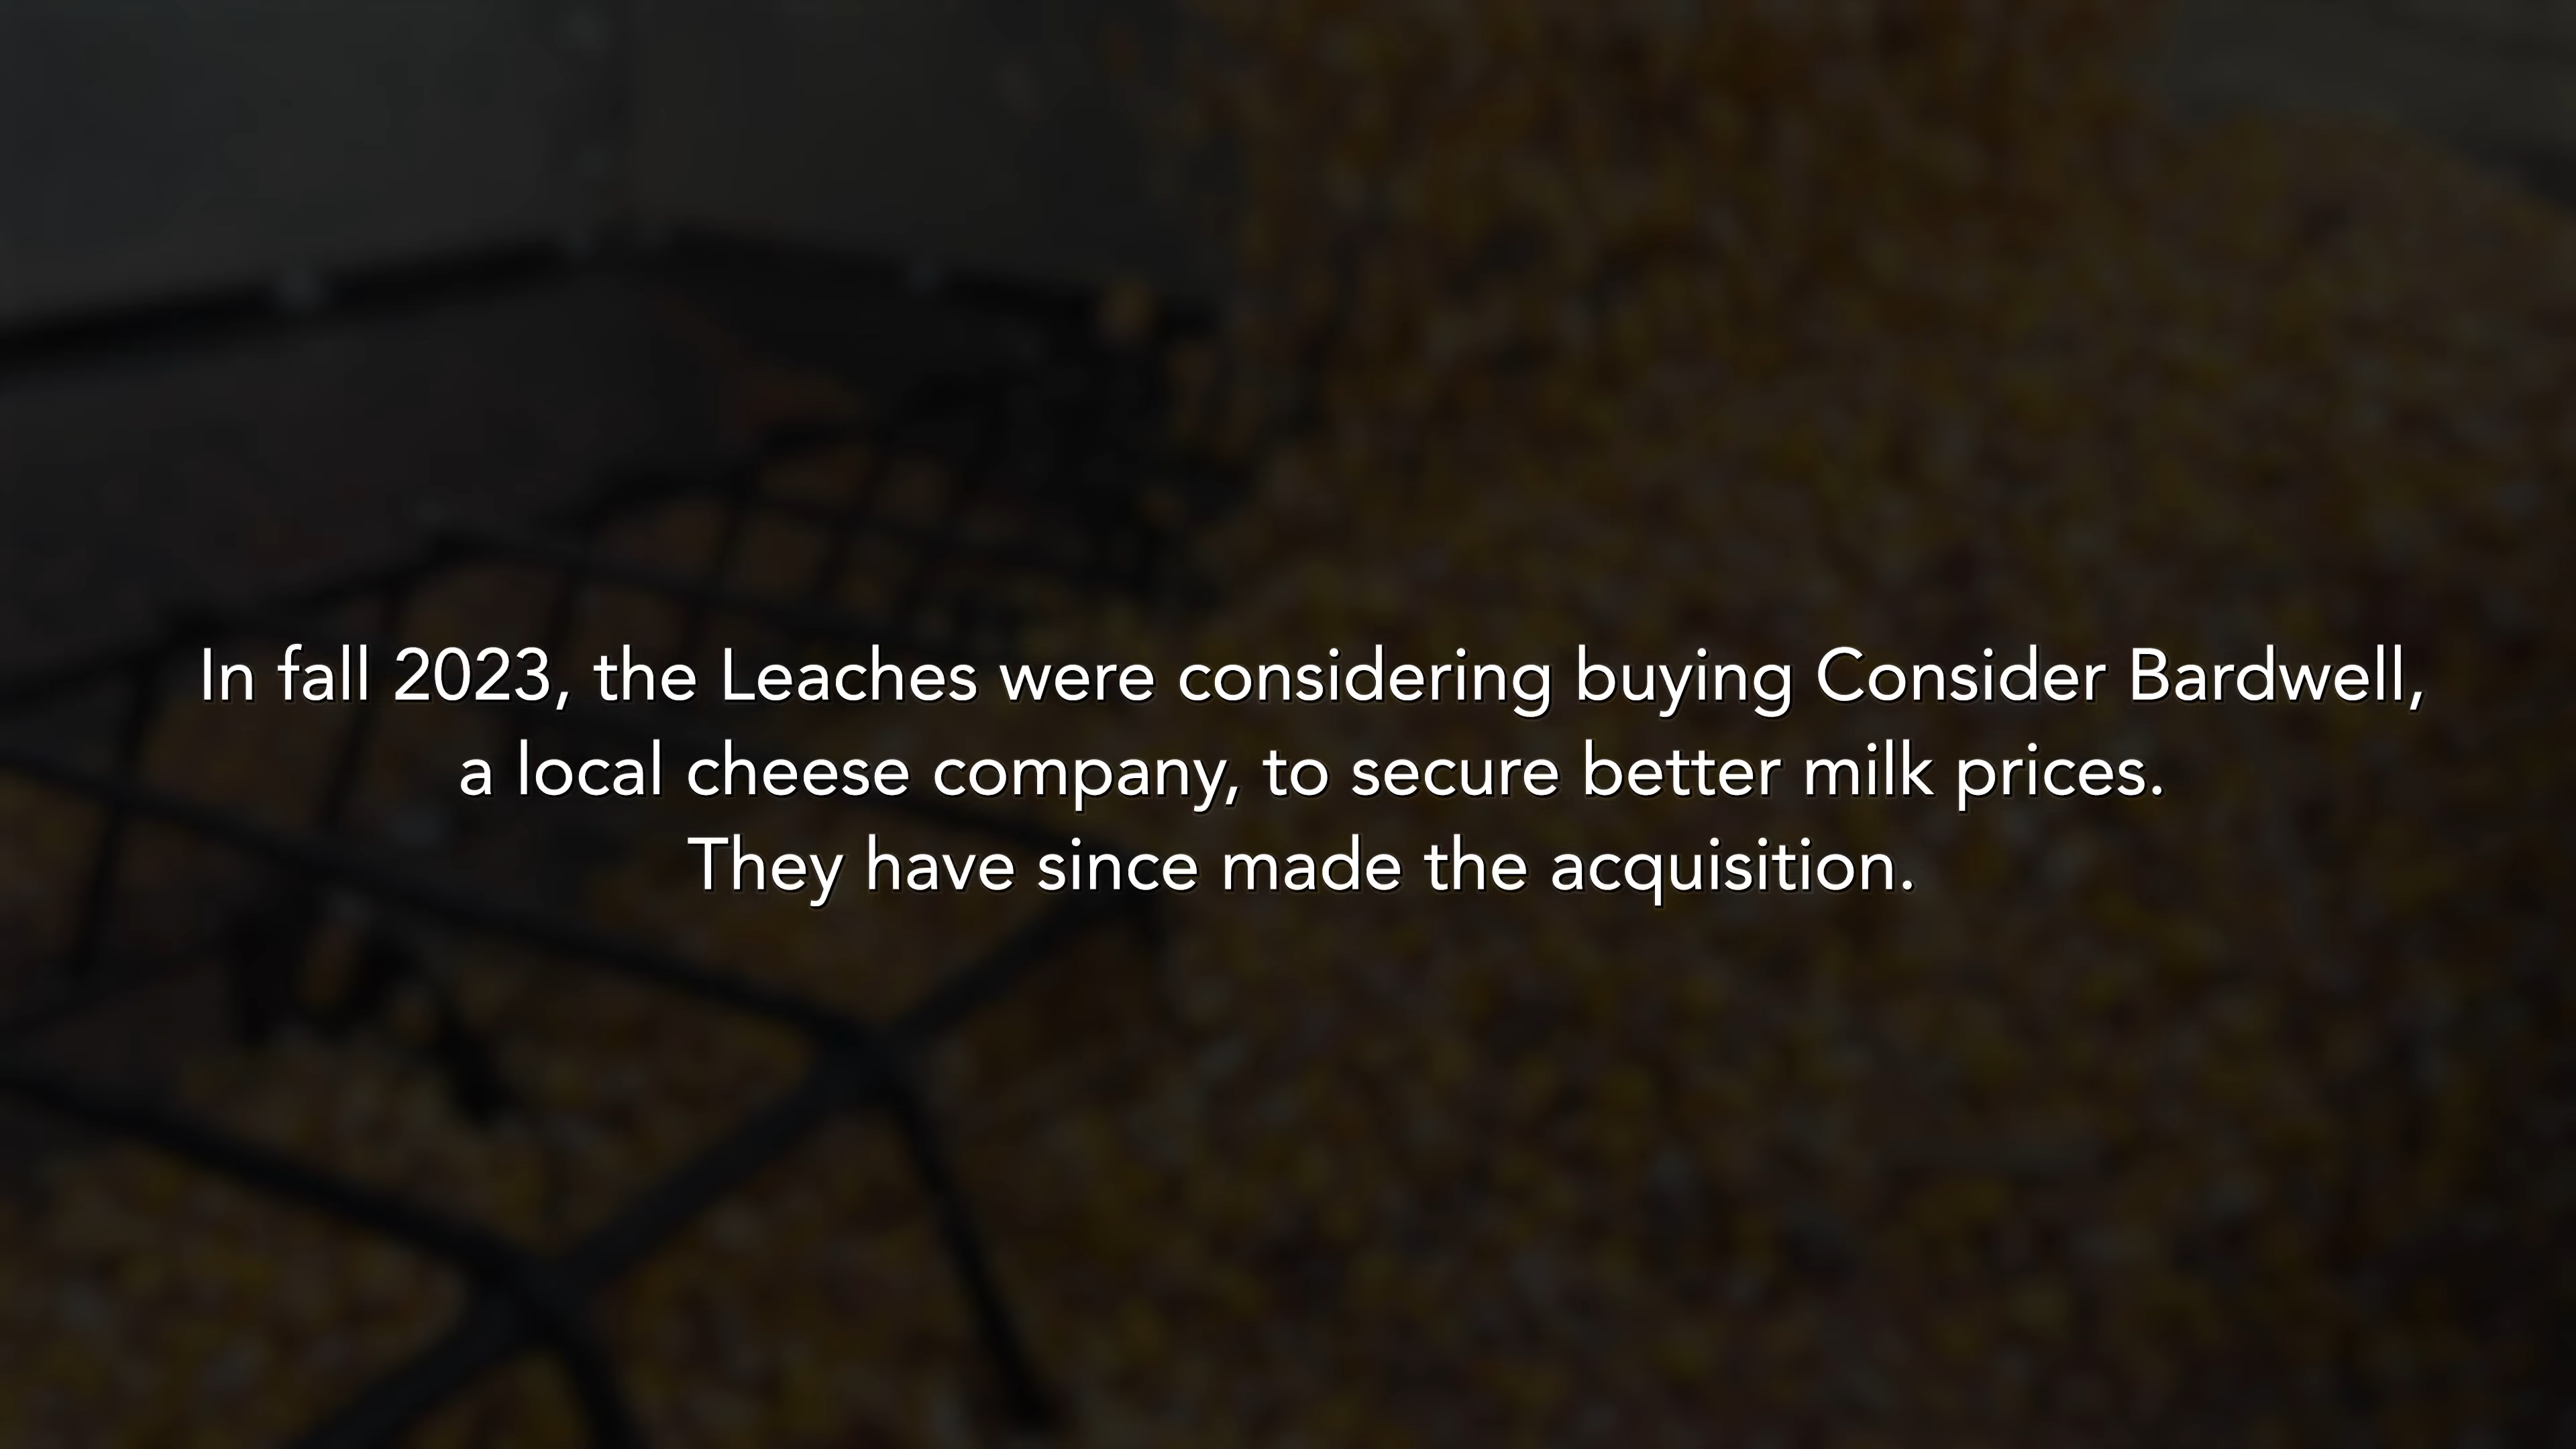 In fall 2023, the Leaches were considering buying Consider Bardwell,
a local cheese company, to secure better milk prices.
They have since made the acquisition.